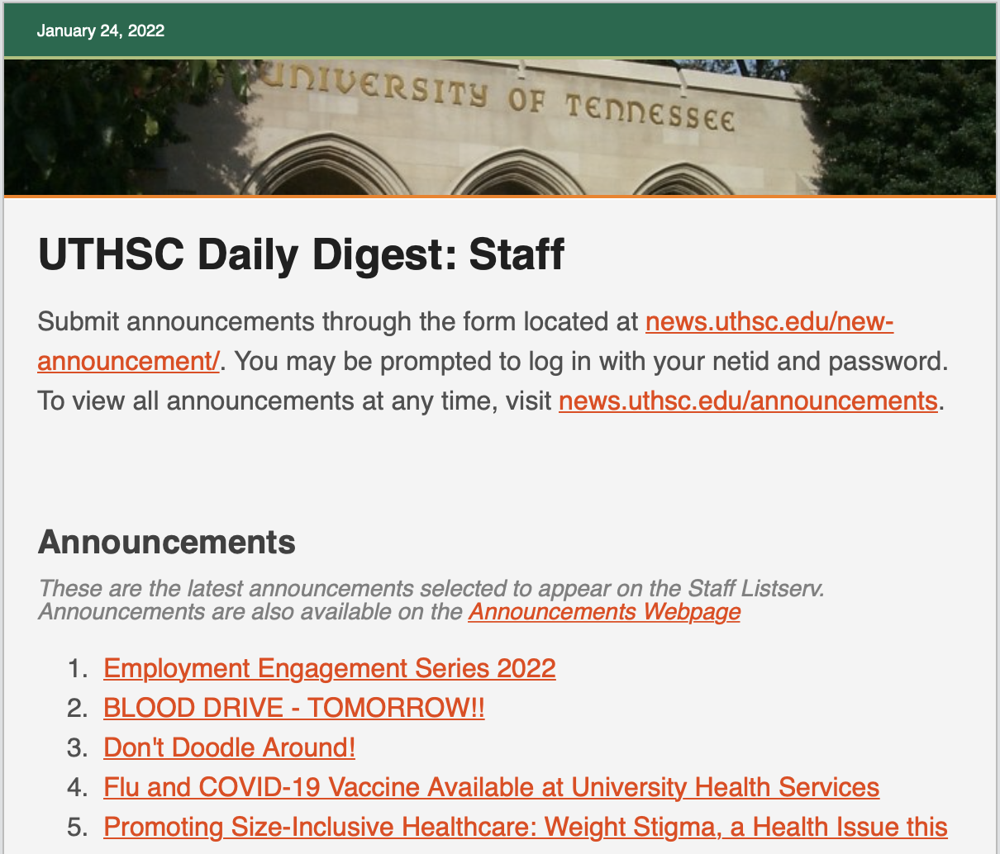 January 24, 2022
UNIVERSITY OF TENNESSEE
UTHSC Daily Digest: Staff
Submit announcements through the form located at news.uthsc.edu/new-
announcement/. You may be prompted to log in with your netid and password.
To view all announcements at any time, visit news.uthsc.edu/announcements.
Announcements
These are the latest announcements selected to appear on the Staff Listserv.
Announcements are also available on the Announcements Webpage
1. Employment Engagement Series 2022
2. BLOOD DRIVE - TOMORROW!!
3. Don't Doodle Around!
4. Flu and COVID-19 Vaccine Available at University Health Services
5. Promoting Size-Inclusive Healthcare: Weight Stigma, a Health Issue this